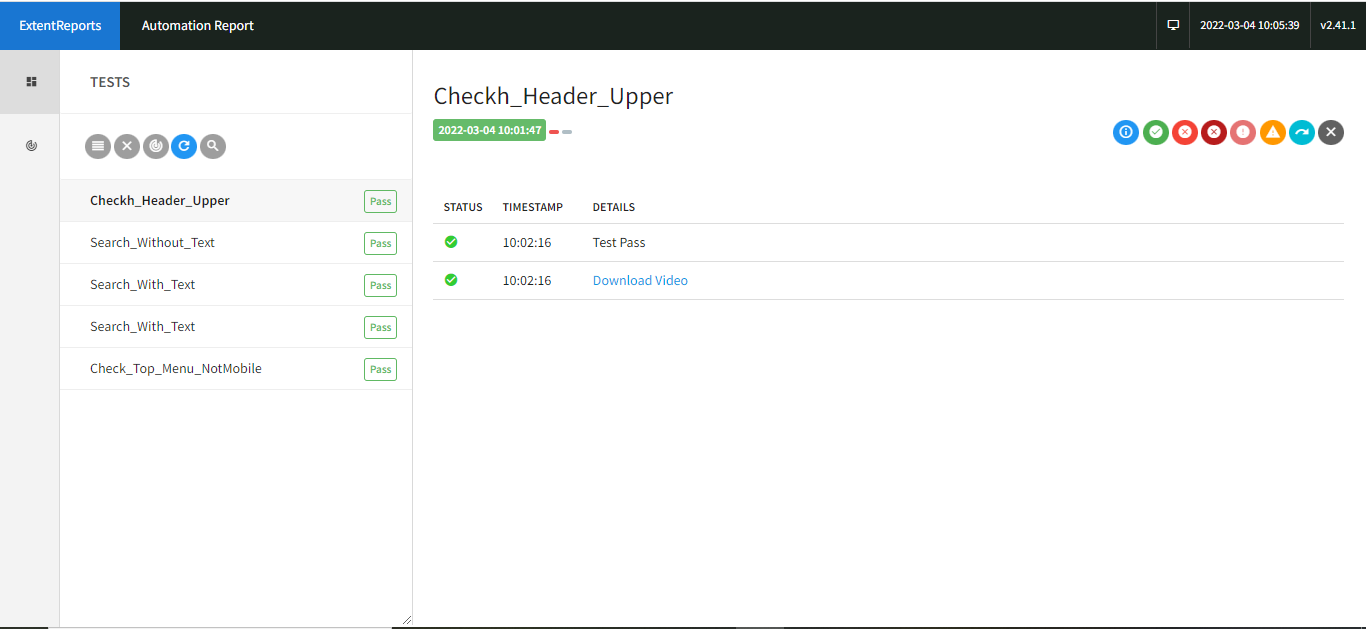 ExtentReports
Automation Report
2022-03-04 10:05:39
v2.41.1
TESTS
Checkh_Header_Upper Pass
Search_Without_Text Pass
Search_With_Text Pass
Search_With_Text Pass
Check_Top_Menu_NotMobile Pass
Checkh_Header_Upper
2022-03-04 10:01:47
STATUS TIMESTAMP DETAILS
10:02:16 Test Pass
10:02:16 Download Video